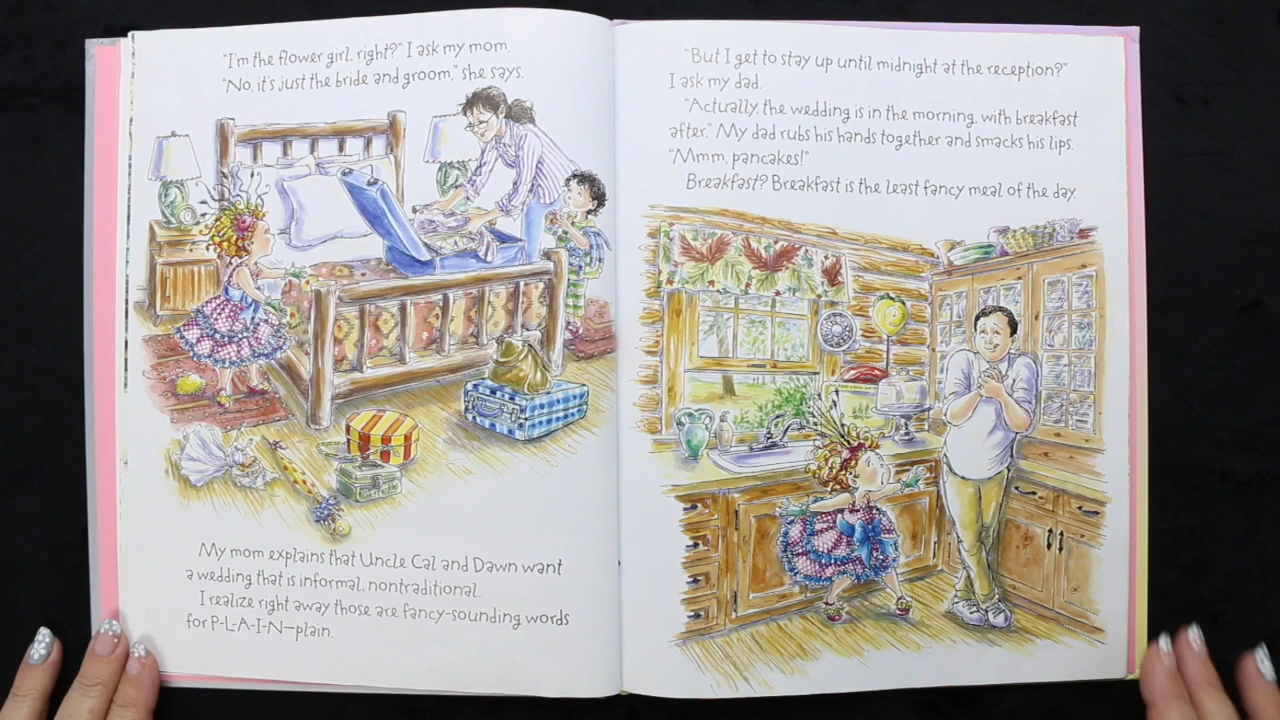 "I'm the flower girl, right?" I ask my mom.
"No, it's just the bride and groom," she says.
My mom explains that Uncle Cal and Dawn want
a wedding that is informal, nontraditional.
I realize right away those are fancy-sounding words
for P-L-A-I-N—plain.
"But I get to stay up until midnight at the reception?"
I ask my dad.
"Actually, the wedding is in the morning, with breakfast
after." My dad rubs his hands together and smacks his lips.
"Mmm, pancakes!"
Breakfast? Breakfast is the least fancy meal of the day.